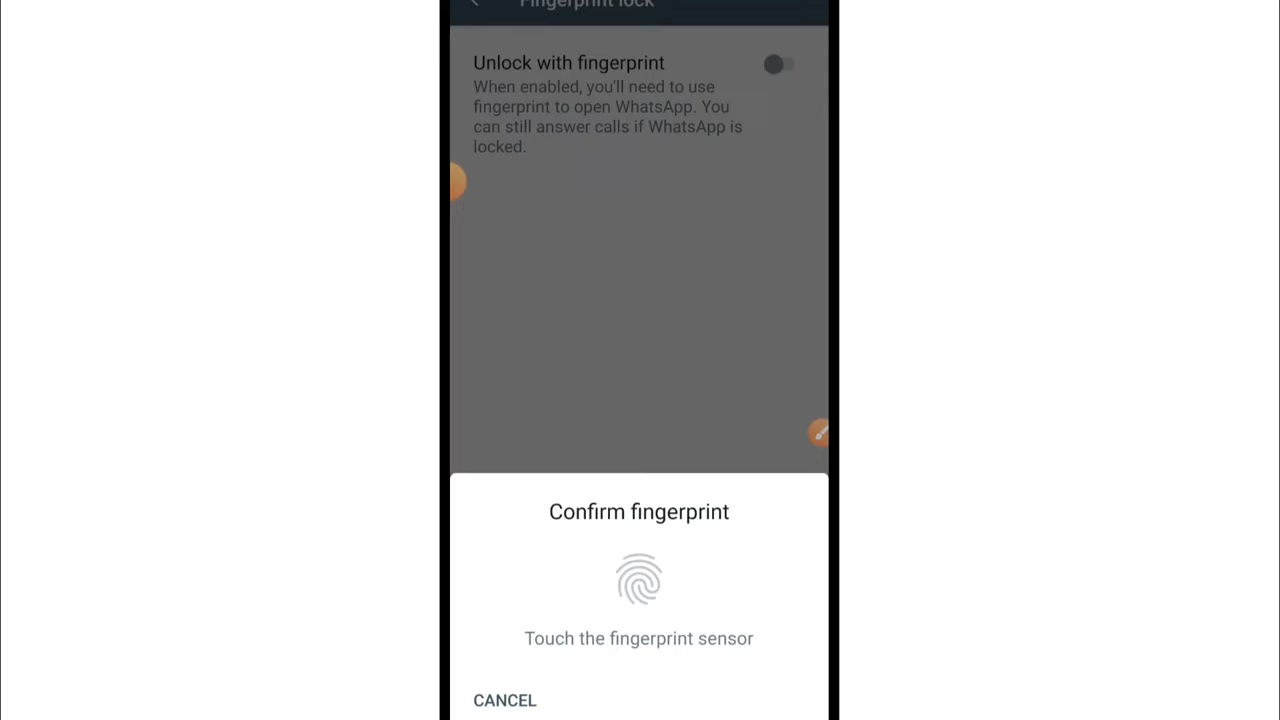 Fingerprint lock
Unlock with fingerprint
When enabled, you'll need to use
fingerprint to open WhatsApp. You
can still answer calls if WhatsApp is
locked.
Confirm fingerprint
Touch the fingerprint sensor
CANCEL